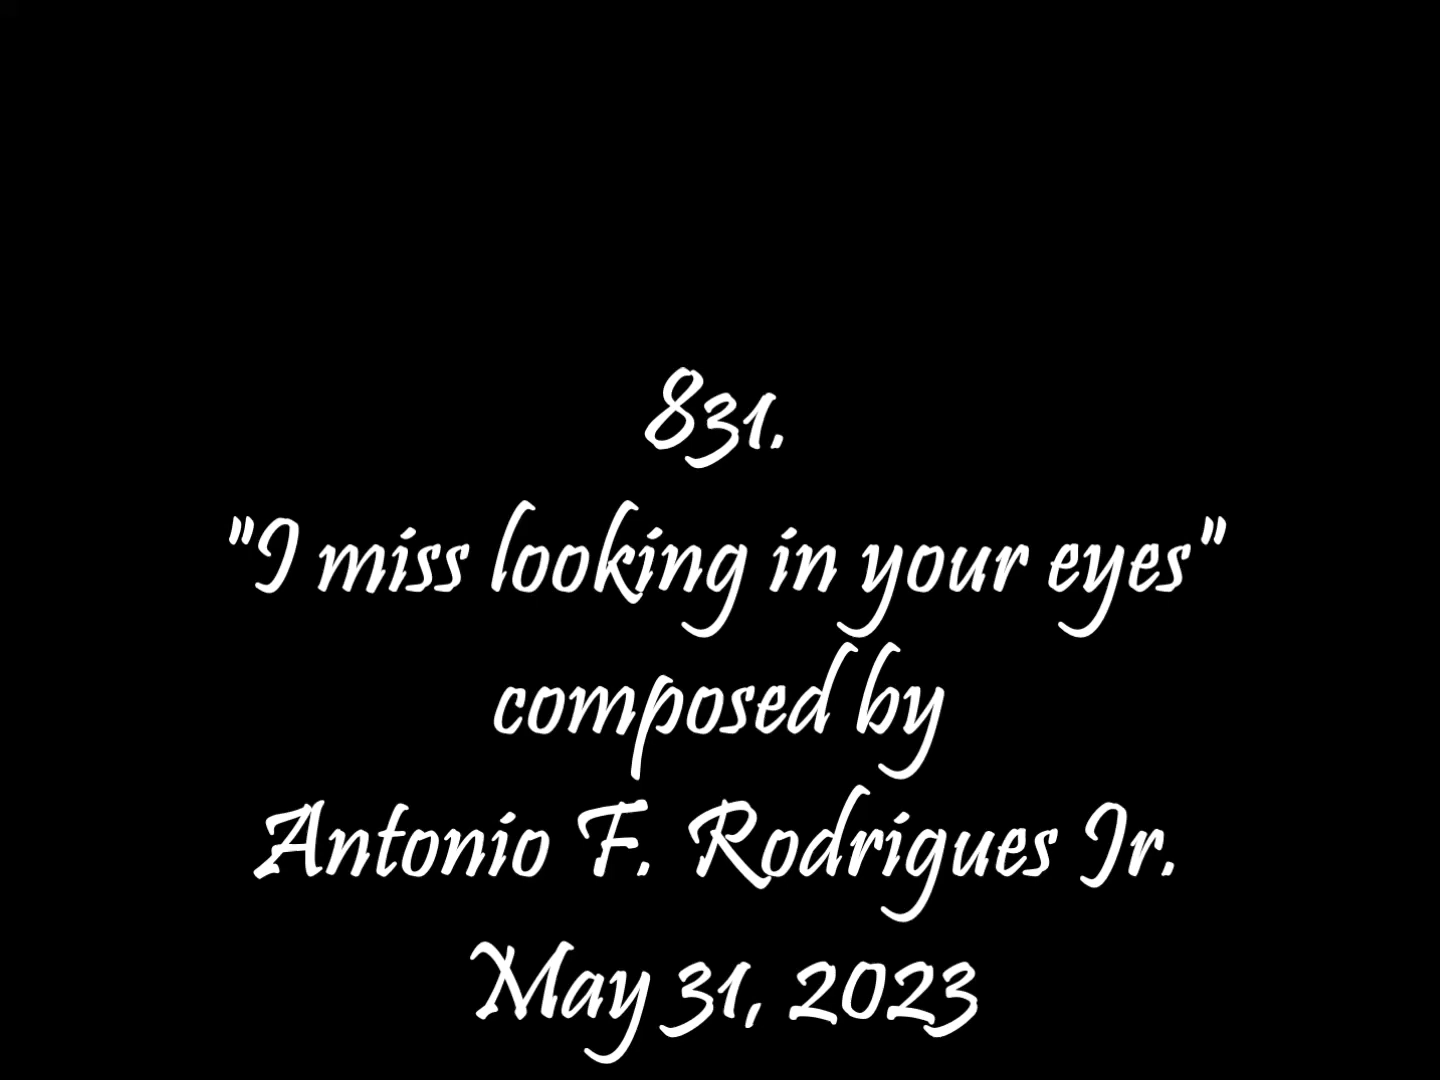 831.
"I miss looking in your eyes"
composed by
Antonio F. Rodrigues Jr.
May 31, 2023